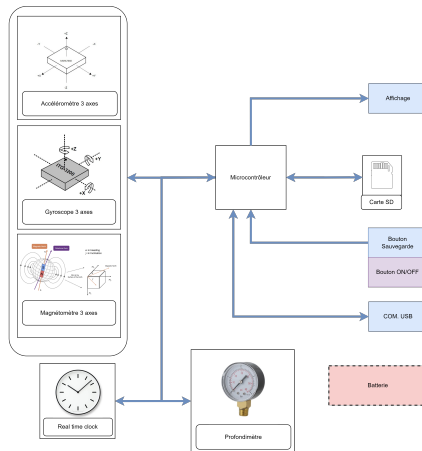 Accéléromètre 3 axes
+Z
+Y
+X
ITG3200
Gyroscope 3 axes
Magnétomètre 3 axes
Real time clock
Microcontrôleur
Profondimètre
Affichage
Carte SD
Bouton
Sauvegarde
Bouton ON/OFF
COM. USB
Batterie